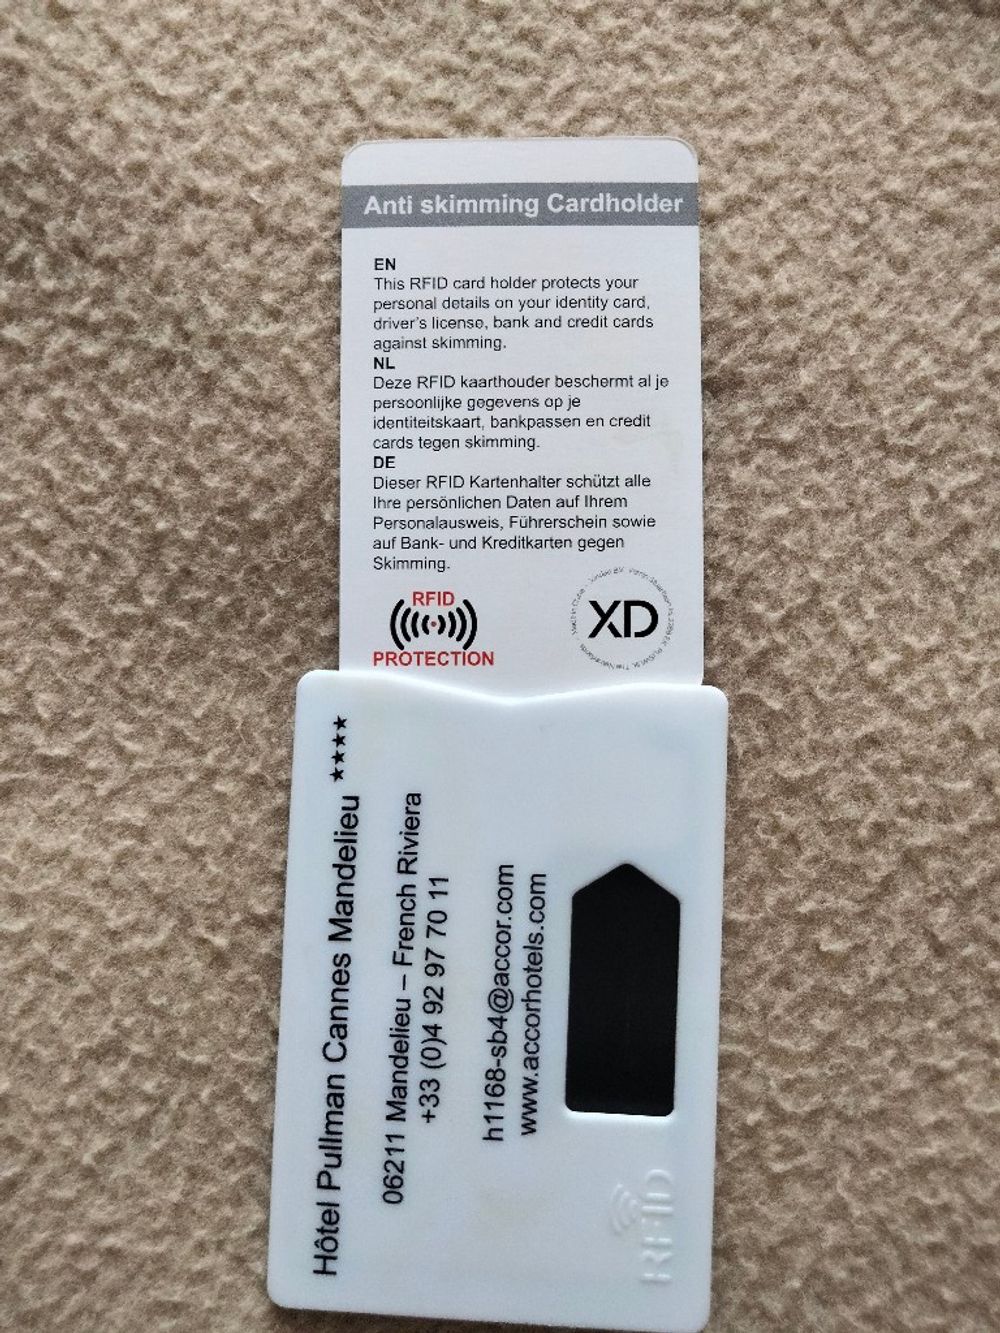 Anti skimming Cardholder
EN
This RFID card holder protects your
personal details on your identity card,
driver's license, bank and credit cards
against skimming.
NL
Deze RFID kaarthouder beschermt al je
persoonlijke gegevens op je
identiteitskaart, bankpassen en credit
cards tegen skimming.
DE
Dieser RFID Kartenhalter schützt alle
Ihre persönlichen Daten auf Ihrem
Personalausweis, Führerschein sowie
auf Bank- und Kreditkarten gegen
Skimming.
RFID
PROTECTION
XD
Hôtel Pullman Cannes Mandelieu ★★★★
06211 Mandelieu – French Riviera
+33 (0)4 92 97 70 11
h1168-sb4@accor.com
www.accorhotels.com
RFID